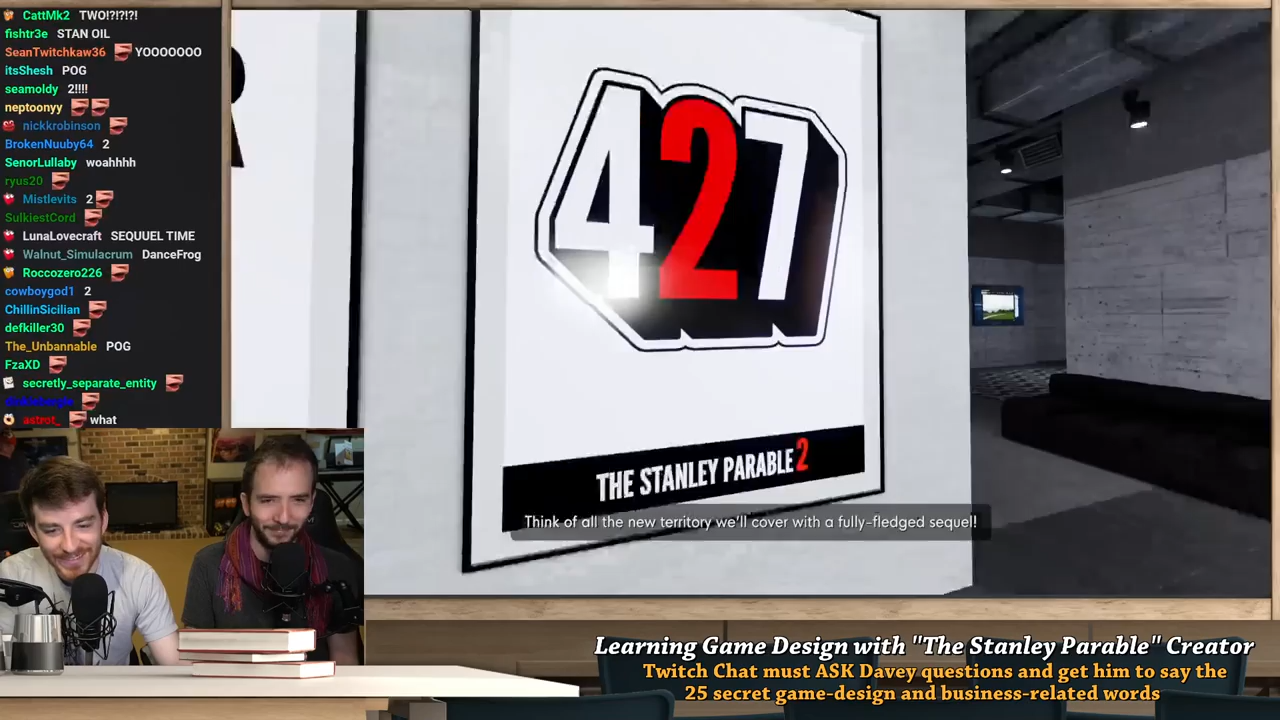 CattMk2 TWO!?!?!?!
fishtr3e STAN OIL
SeanTwitchkaw36 YOOOOOOO
itsShesh POG
seamoldy 2!!!!
neptoonyy
nickkrobinson
BrokenNuuby64 2
SenorLullaby woahhhh
ryus20
Mistlevits 2
SulkiestCord
LunaLovecraft SEQUUEL TIME
Walnut_Simulacrum DanceFrog
Roccozero226
cowboygod1 2
ChillinSicilian
defkiller30
The_Unbannable POG
FzaXD
secretly_separate_entity
astrot_ what
427
THE STANLEY PARABLE 2
Think of all the new territory we'll cover with a fully-fledged sequel!
Learning Game Design with "The Stanley Parable" Creator
Twitch Chat must ASK Davey questions and get him to say the
25 secret game-design and business-related words